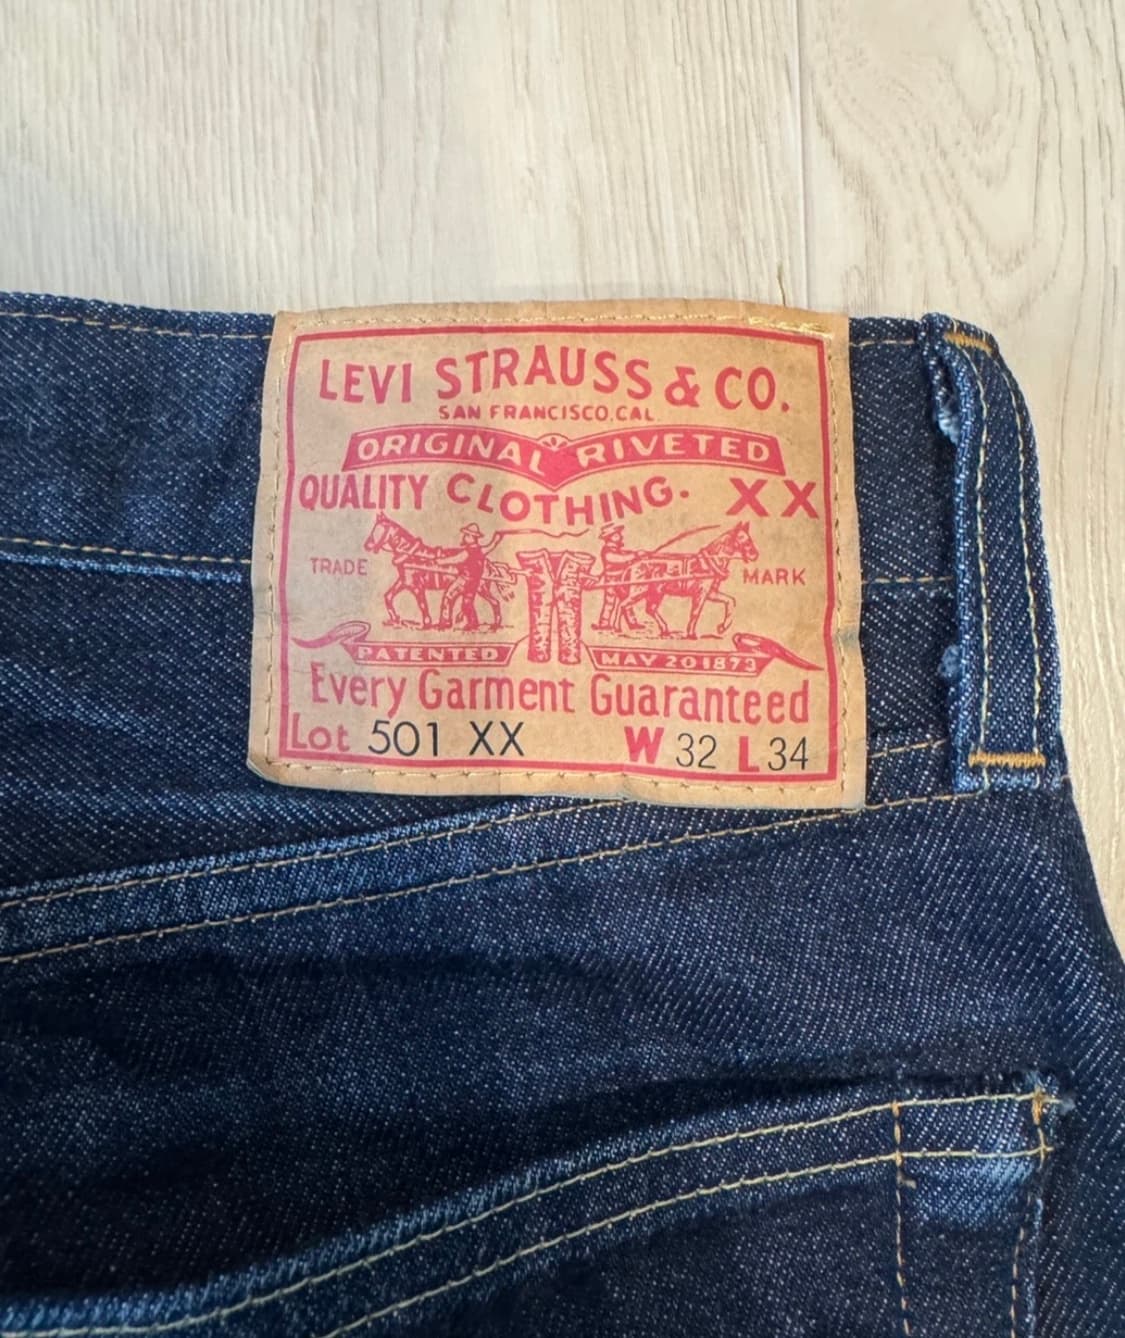 LEVI STRAUSS & CO.
SAN FRANCISCO, CAL
ORIGINAL RIVETED
QUALITY CLOTHING. XX
TRADE MARK
PATENTED MAY 20 1873
Every Garment Guaranteed
Lot 501 XX W 32 L 34